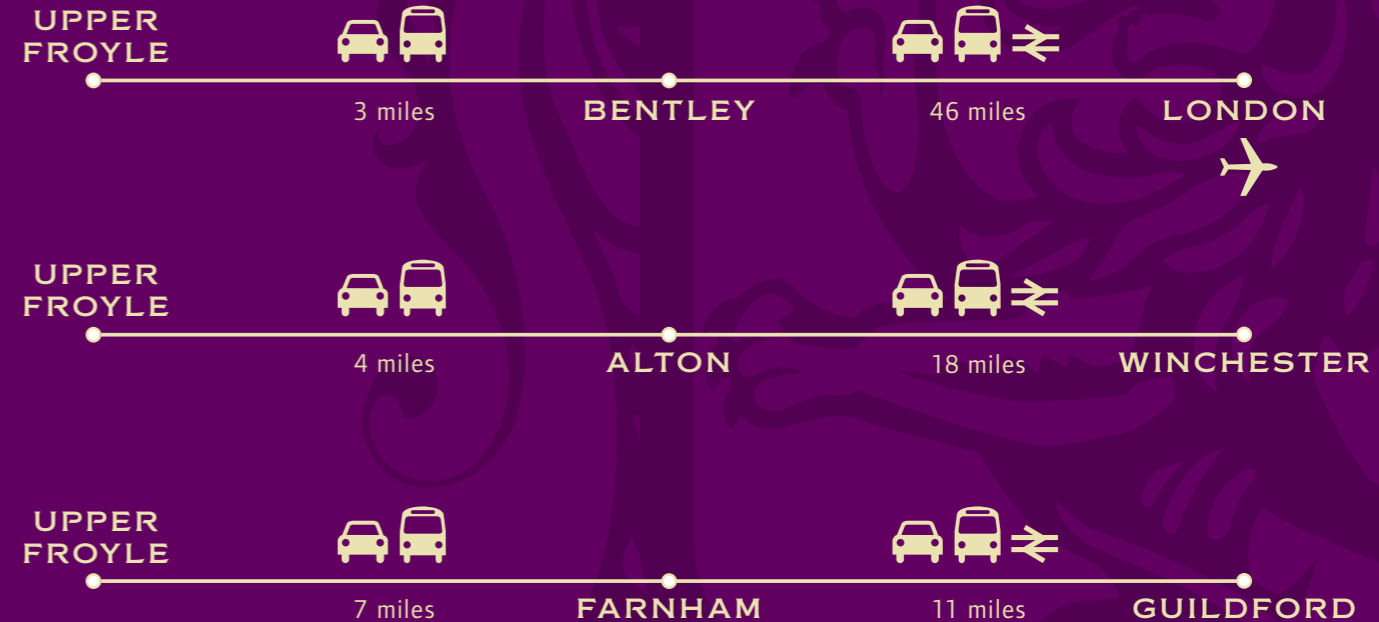 UPPER
FROYLE
3 miles
BENTLEY
46 miles
LONDON
UPPER
FROYLE
4 miles
ALTON
18 miles
WINCHESTER
UPPER
FROYLE
7 miles
FARNHAM
11 miles
GUILDFORD